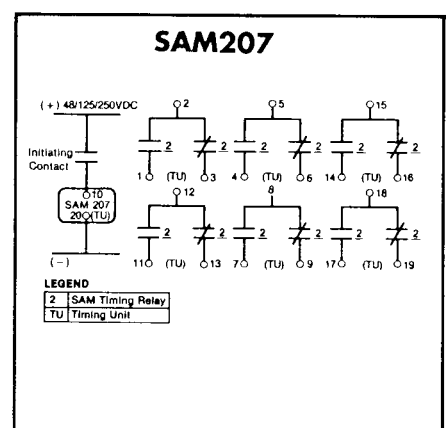 SAM207
(+) 48/125/250VDC
2
5
15
Initiating
Contact
2
2
2
2
2
2
1
(TU)
3
4
(TU)
6
14
(TU)
16
10
SAM 207
20
(TU)
12
8
18
2
2
2
2
2
2
(-)
11
(TU)
13
7
(TU)
9
17
(TU)
19
LEGEND
2 SAM Timing Relay
TU Timing Unit